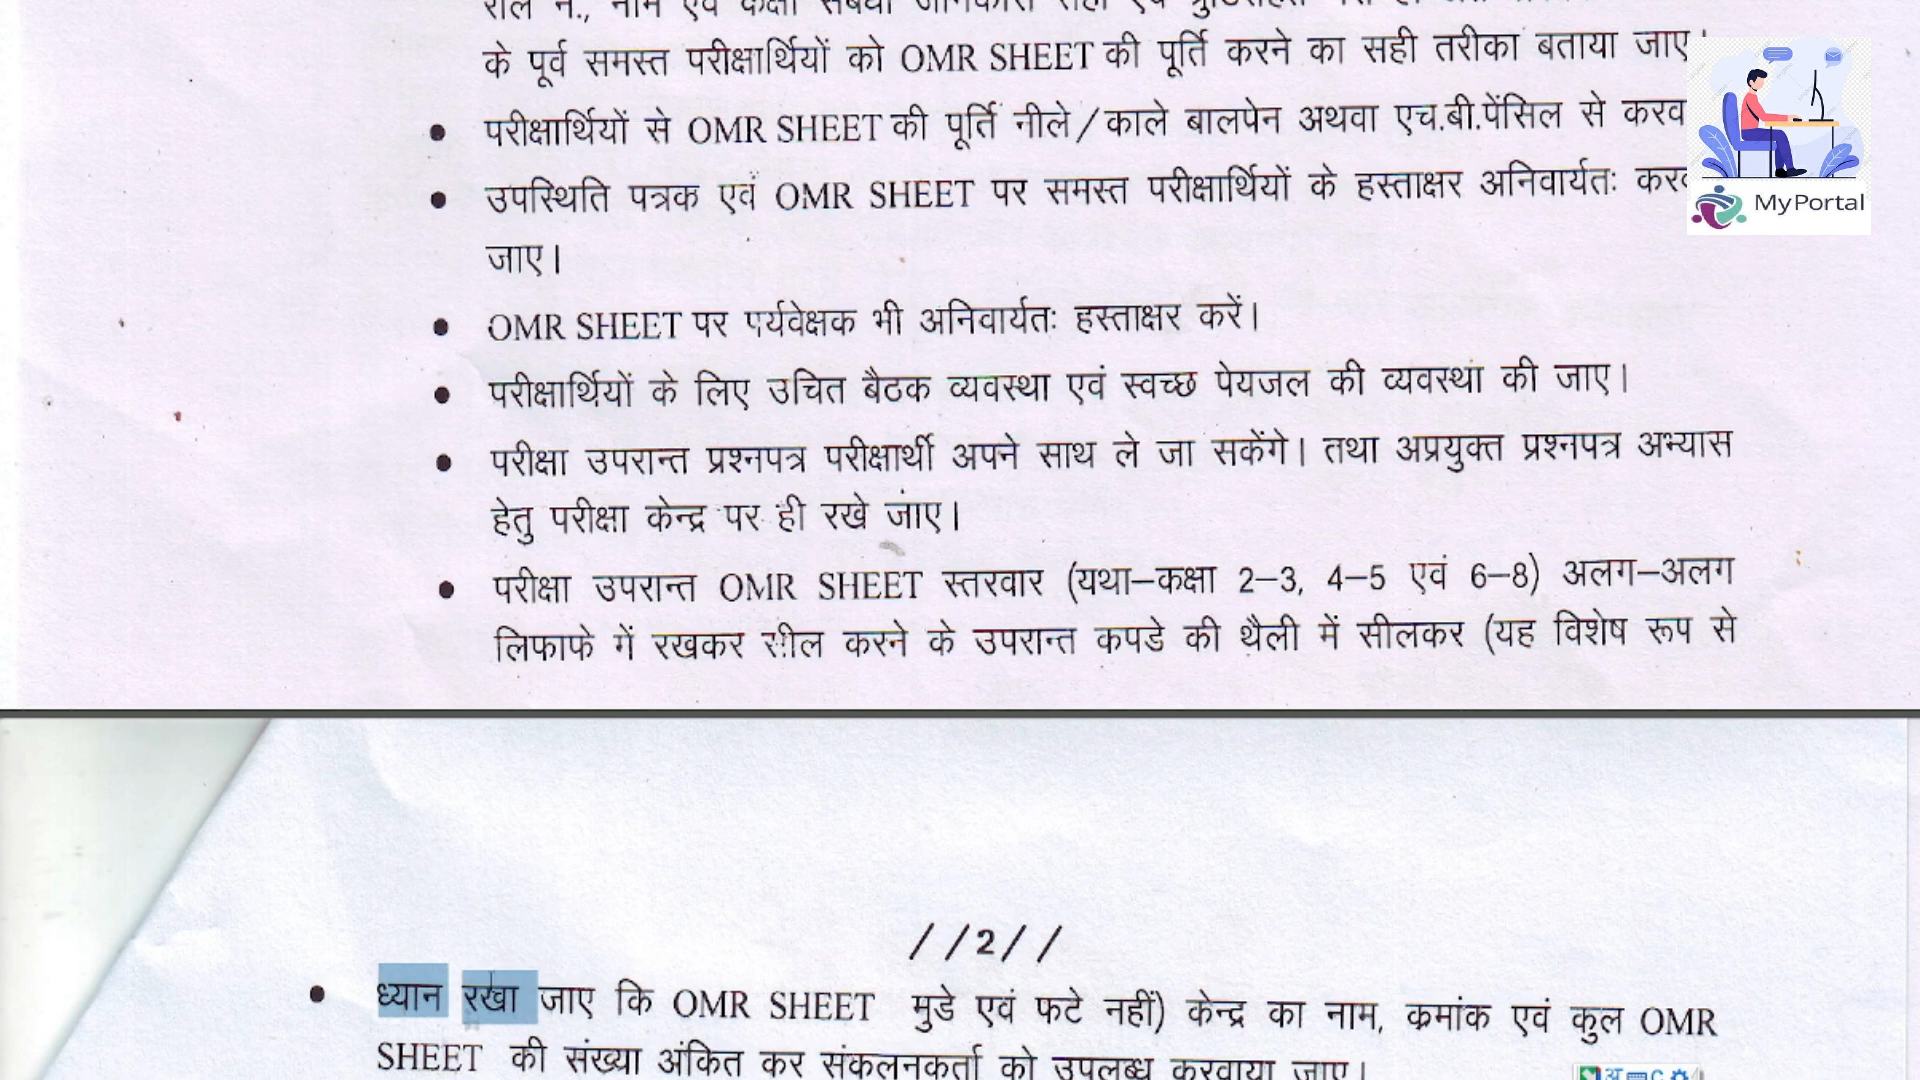 के पूर्व समस्त परीक्षार्थियों को OMR SHEET की पूर्ति करने का सही तरीका बताया जाए।
• परीक्षार्थियों से OMR SHEET की पूर्ति नीले/काले बालपेन अथवा एच.बी.पेंसिल से
• उपस्थिति पत्रक एवं OMR SHEET पर समस्त परीक्षार्थियों के हस्ताक्षर अनिवार्यतः
जाए।
• OMR SHEET पर पर्यवेक्षक भी अनिवार्यतः हस्ताक्षर करें।
• परीक्षार्थियों के लिए उचित बैठक व्यवस्था एवं स्वच्छ पेयजल की व्यवस्था की जाए।
• परीक्षा उपरान्त प्रश्नपत्र परीक्षार्थी अपने साथ ले जा सकेंगे। तथा अप्रयुक्त प्रश्नपत्र अभ्यास
हेतु परीक्षा केन्द्र पर ही रखे जांए।
• परीक्षा उपरान्त OMR SHEET स्तरवार (यथा–कक्षा 2–3, 4–5 एवं 6–8) अलग–अलग
लिफाफे में रखकर सील करने के उपरान्त कपडे की थैली में सीलकर (यह विशेष रूप से
//2//
• ध्यान रखा जाए कि OMR SHEET मुडे एवं फटे नहीं) केन्द्र का नाम, क्रमांक एवं कुल OMR
SHEET की संख्या अंकित कर संकलनकर्ता को उपलब्ध करवाया जाए।
MyPortal